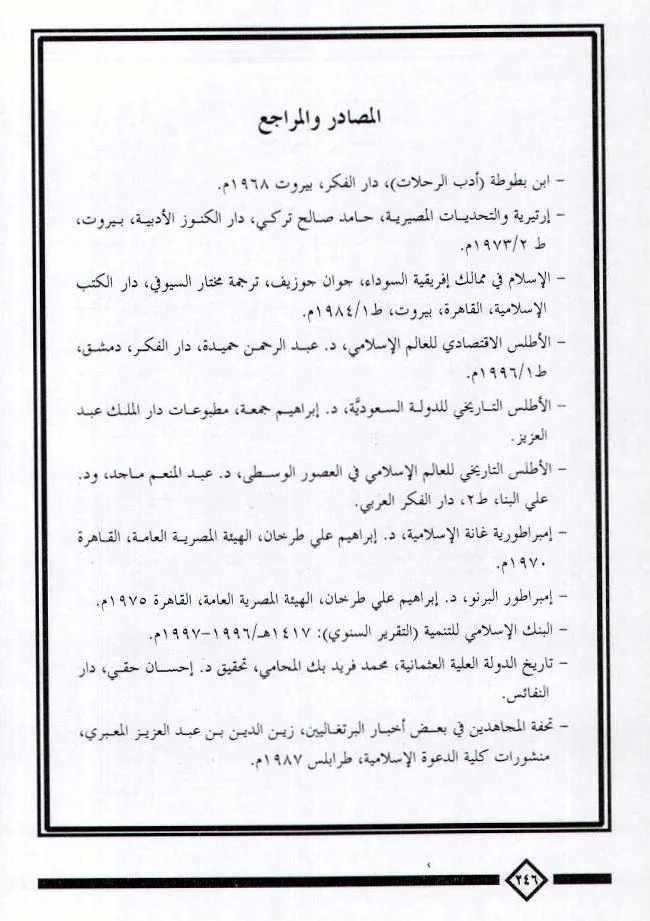 المصادر والمراجع
– ابن بطوطة (أدب الرحلات)، دار الفكر، بيروت ١٩٦٨م.
– إرتيرية والتحديات المصيرية، حامد صالح تركي، دار الكنوز الأدبية، بيروت،
ط ١٩٧٣/٢م.
– الإسلام في ممالك إفريقية السوداء، جوان جوزيف، ترجمة مختار السيوفي، دار الكتب
الإسلامية، القاهرة، بيروت، ط١٩٨٤/١م.
– الأطلس الاقتصادي للعالم الإسلامي، د. عبد الرحمن حميدة، دار الفكر، دمشق،
ط١٩٩٦/١م.
– الأطلس التاريخي للدولة السعوديَّة، د. إبراهيم جمعة، مطبوعات دار الملك عبد
العزيز.
– الأطلس التاريخي للعالم الإسلامي في العصور الوسطى، د. عبد المنعم ماجد، ود.
علي البنا، ط٢، دار الفكر العربي.
– إمبراطورية غانة الإسلامية، د. إبراهيم علي طرخان، الهيئة المصرية العامة، القاهرة
١٩٧٠م.
– إمبراطور البرنو، د. إبراهيم علي طرخان، الهيئة المصرية العامة، القاهرة ١٩٧٥م.
– البنك الإسلامي للتنمية (التقرير السنوي): ١٤١٧هـ/١٩٩٦-١٩٩٧م.
– تاريخ الدولة العلية العثمانية، محمد فريد بك المحامي، تحقيق د. إحسان حقي، دار
النفائس.
– تحفة المجاهدين في بعض أخبار البرتغاليين، زين الدين بن عبد العزيز المعبري،
منشورات كلية الدعوة الإسلامية، طرابلس ١٩٨٧م.
٢٤٦